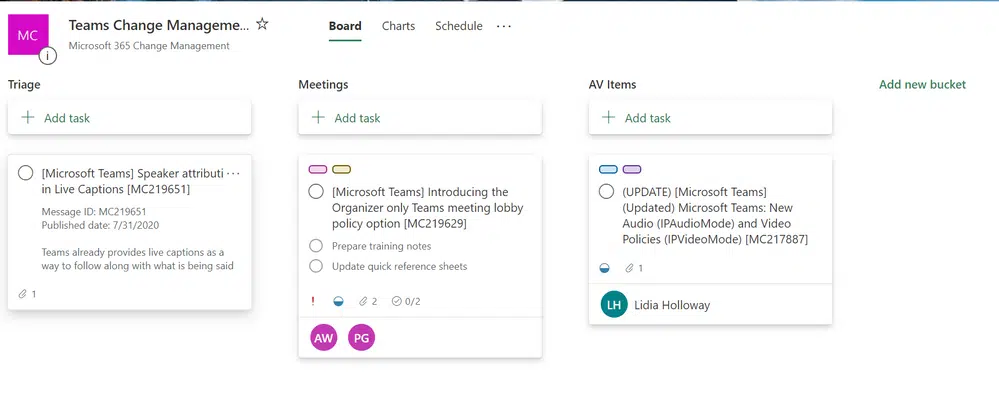 MC
Teams Change Manageme...
Microsoft 365 Change Management
Board
Charts
Schedule
Triage
Add task
[Microsoft Teams] Speaker attributi
in Live Captions [MC219651]
Message ID: MC219651
Published date: 7/31/2020
Teams already provides live captions as a
way to follow along with what is being said
1
Meetings
Add task
[Microsoft Teams] Introducing the
Organizer only Teams meeting lobby
policy option [MC219629]
Prepare training notes
Update quick reference sheets
! 2 0/2
AW PG
AV Items
Add task
(UPDATE) [Microsoft Teams]
(Updated) Microsoft Teams: New
Audio (IPAudioMode) and Video
Policies (IPVideoMode) [MC217887]
1
LH Lidia Holloway
Add new bucket